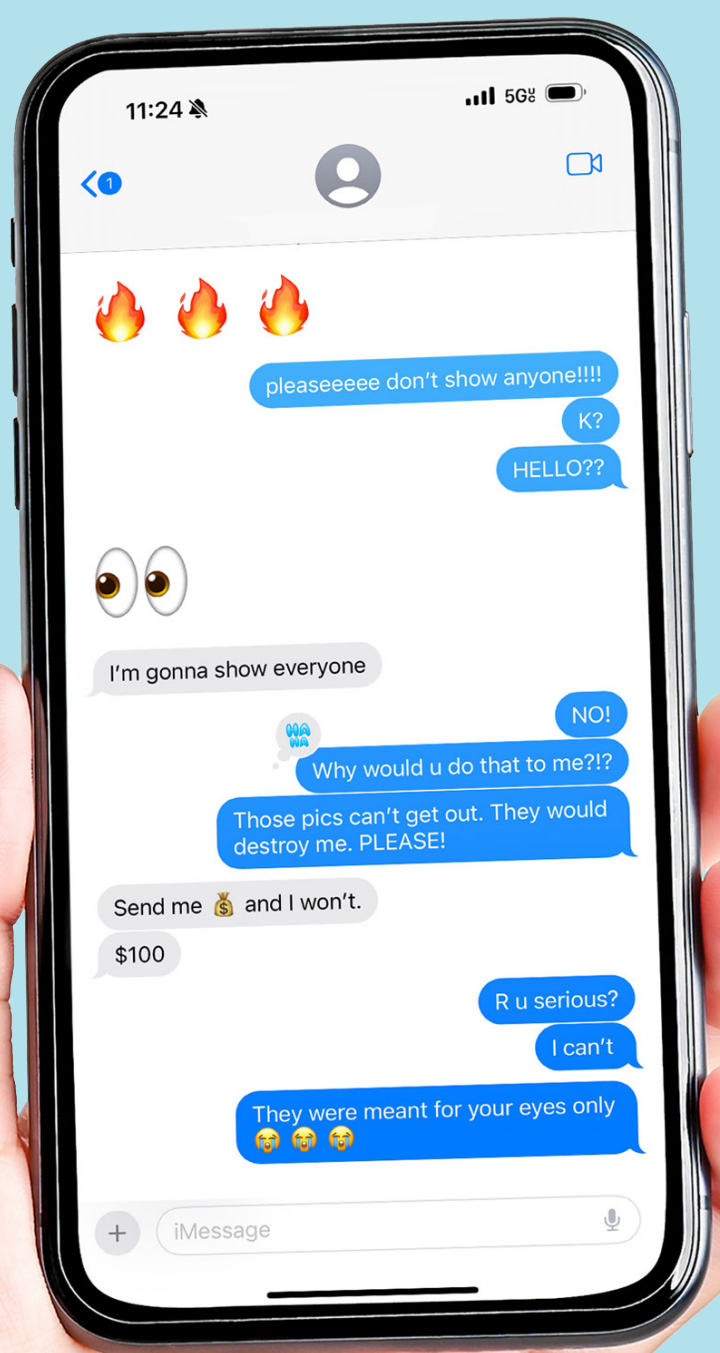 11:24
5G UC
1
🔥 🔥 🔥
pleaseeeee don't show anyone!!!!
K?
HELLO??
👀
I'm gonna show everyone
NO!
HA HA
Why would u do that to me?!?
Those pics can't get out. They would
destroy me. PLEASE!
Send me 💰 and I won't.
$100
R u serious?
I can't
They were meant for your eyes only
😭 😭 😭
iMessage